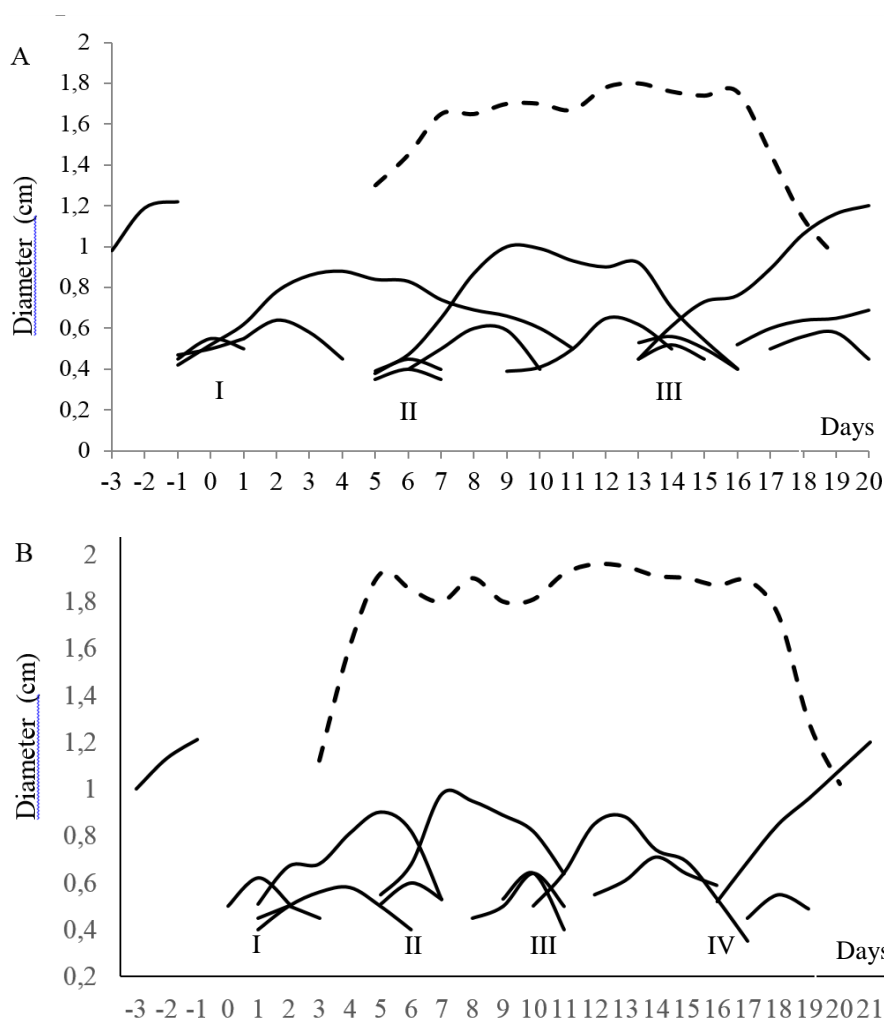 A
2
1,8
1,6
1,4
1,2
1
0,8
0,6
0,4
0,2
0
Diameter (cm)
I
II
III
Days
-3 -2 -1 0 1 2 3 4 5 6 7 8 9 10 11 12 13 14 15 16 17 18 19 20
B
2
1,8
1,6
1,4
1,2
1
0,8
0,6
0,4
0,2
Diameter (cm)
I
II
III
IV
Days
-3 -2 -1 0 1 2 3 4 5 6 7 8 9 10 11 12 13 14 15 16 17 18 19 20 21